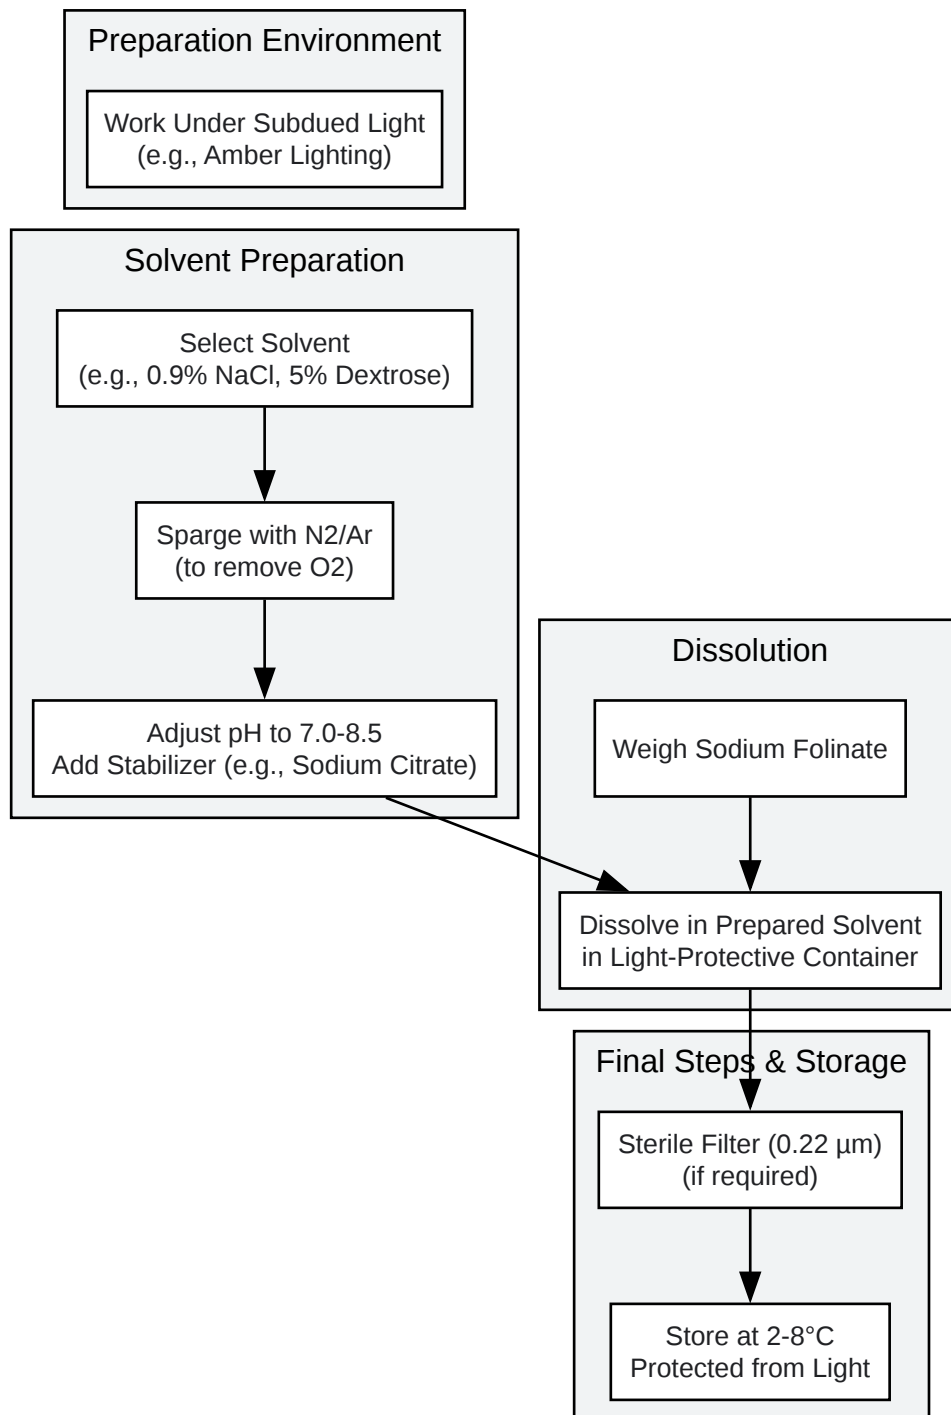 Preparation Environment
Work Under Subdued Light
(e.g., Amber Lighting)
Solvent Preparation
Select Solvent
(e.g., 0.9% NaCl, 5% Dextrose)
Sparge with N2/Ar
(to remove O2)
Adjust pH to 7.0-8.5
Add Stabilizer (e.g., Sodium Citrate)
Dissolution
Weigh Sodium Folinate
Dissolve in Prepared Solvent
in Light-Protective Container
Final Steps & Storage
Sterile Filter (0.22 µm)
(if required)
Store at 2-8°C
Protected from Light